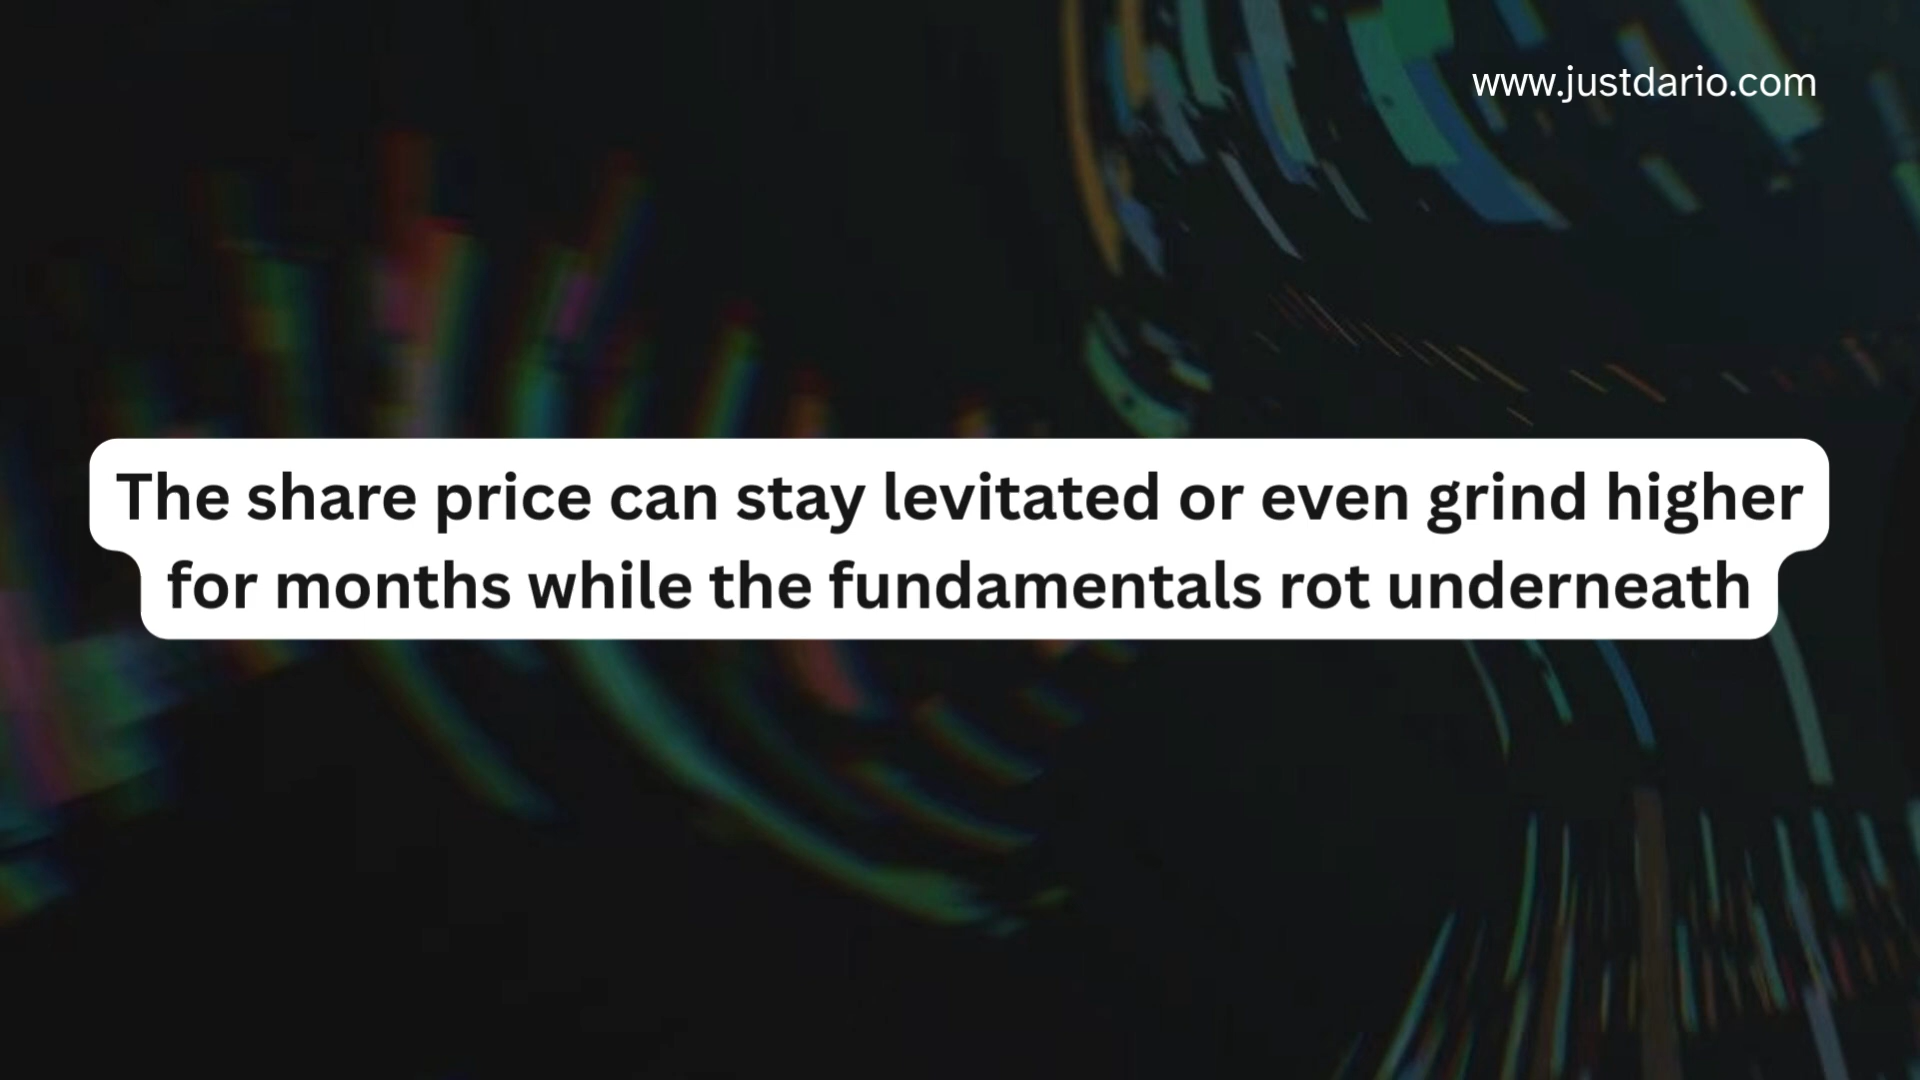 www.justdario.com
The share price can stay levitated or even grind higher
for months while the fundamentals rot underneath